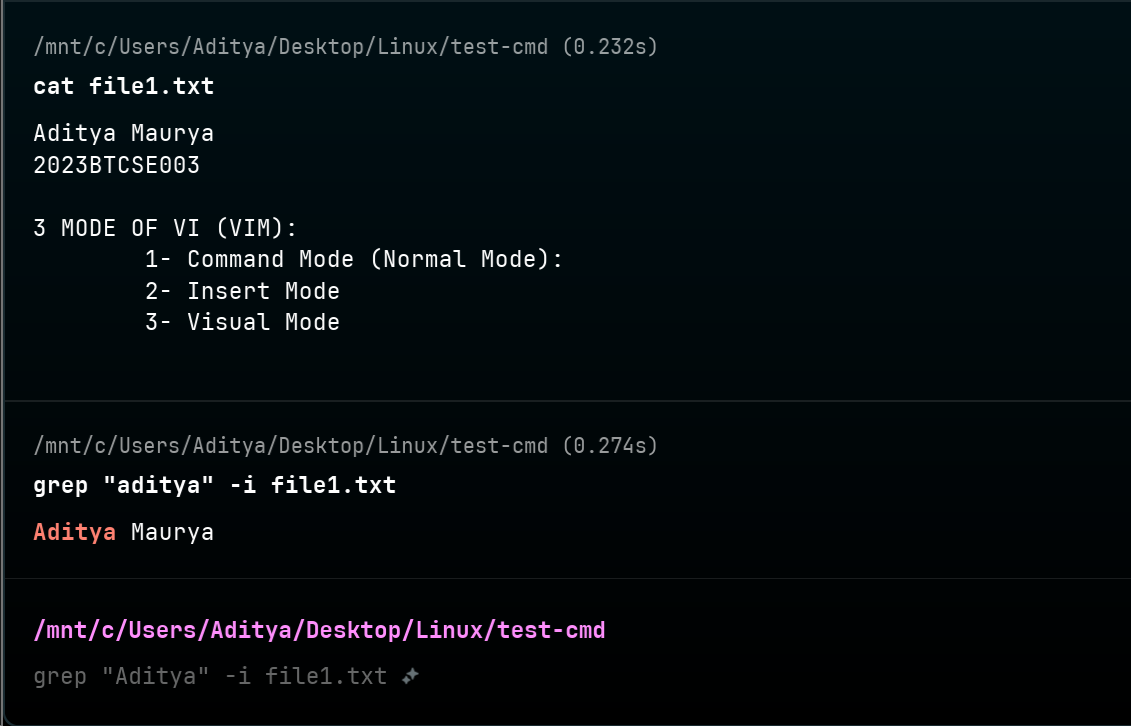 /mnt/c/Users/Aditya/Desktop/Linux/test-cmd (0.232s)
cat file1.txt
Aditya Maurya
2023BTCSE003
3 MODE OF VI (VIM):
1- Command Mode (Normal Mode):
2- Insert Mode
3- Visual Mode
/mnt/c/Users/Aditya/Desktop/Linux/test-cmd (0.274s)
grep "aditya" -i file1.txt
Aditya Maurya
/mnt/c/Users/Aditya/Desktop/Linux/test-cmd
grep "Aditya" -i file1.txt